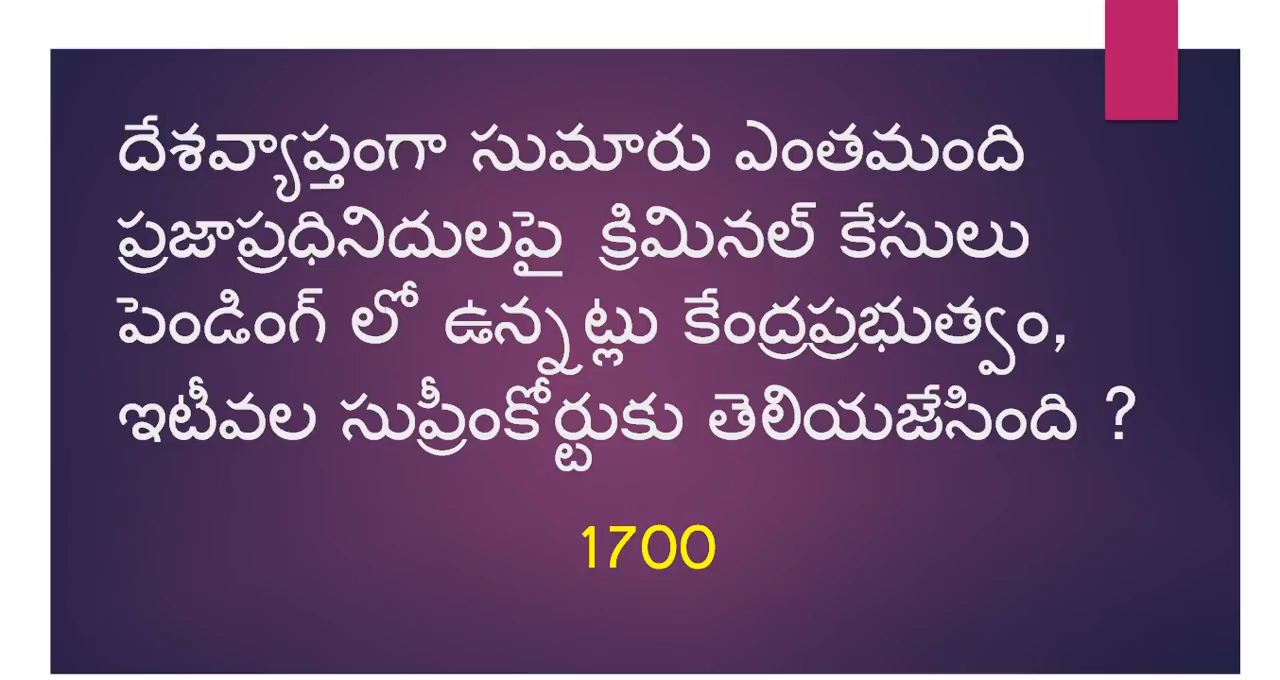 దేశవ్యాప్తంగా సుమారు ఎంతమంది
ప్రజాప్రధినిదులపై క్రిమినల్ కేసులు
పెండింగ్ లో ఉన్నట్లు కేంద్రప్రభుత్వం,
ఇటీవల సుప్రీంకోర్టుకు తెలియజేసింది ?
1700